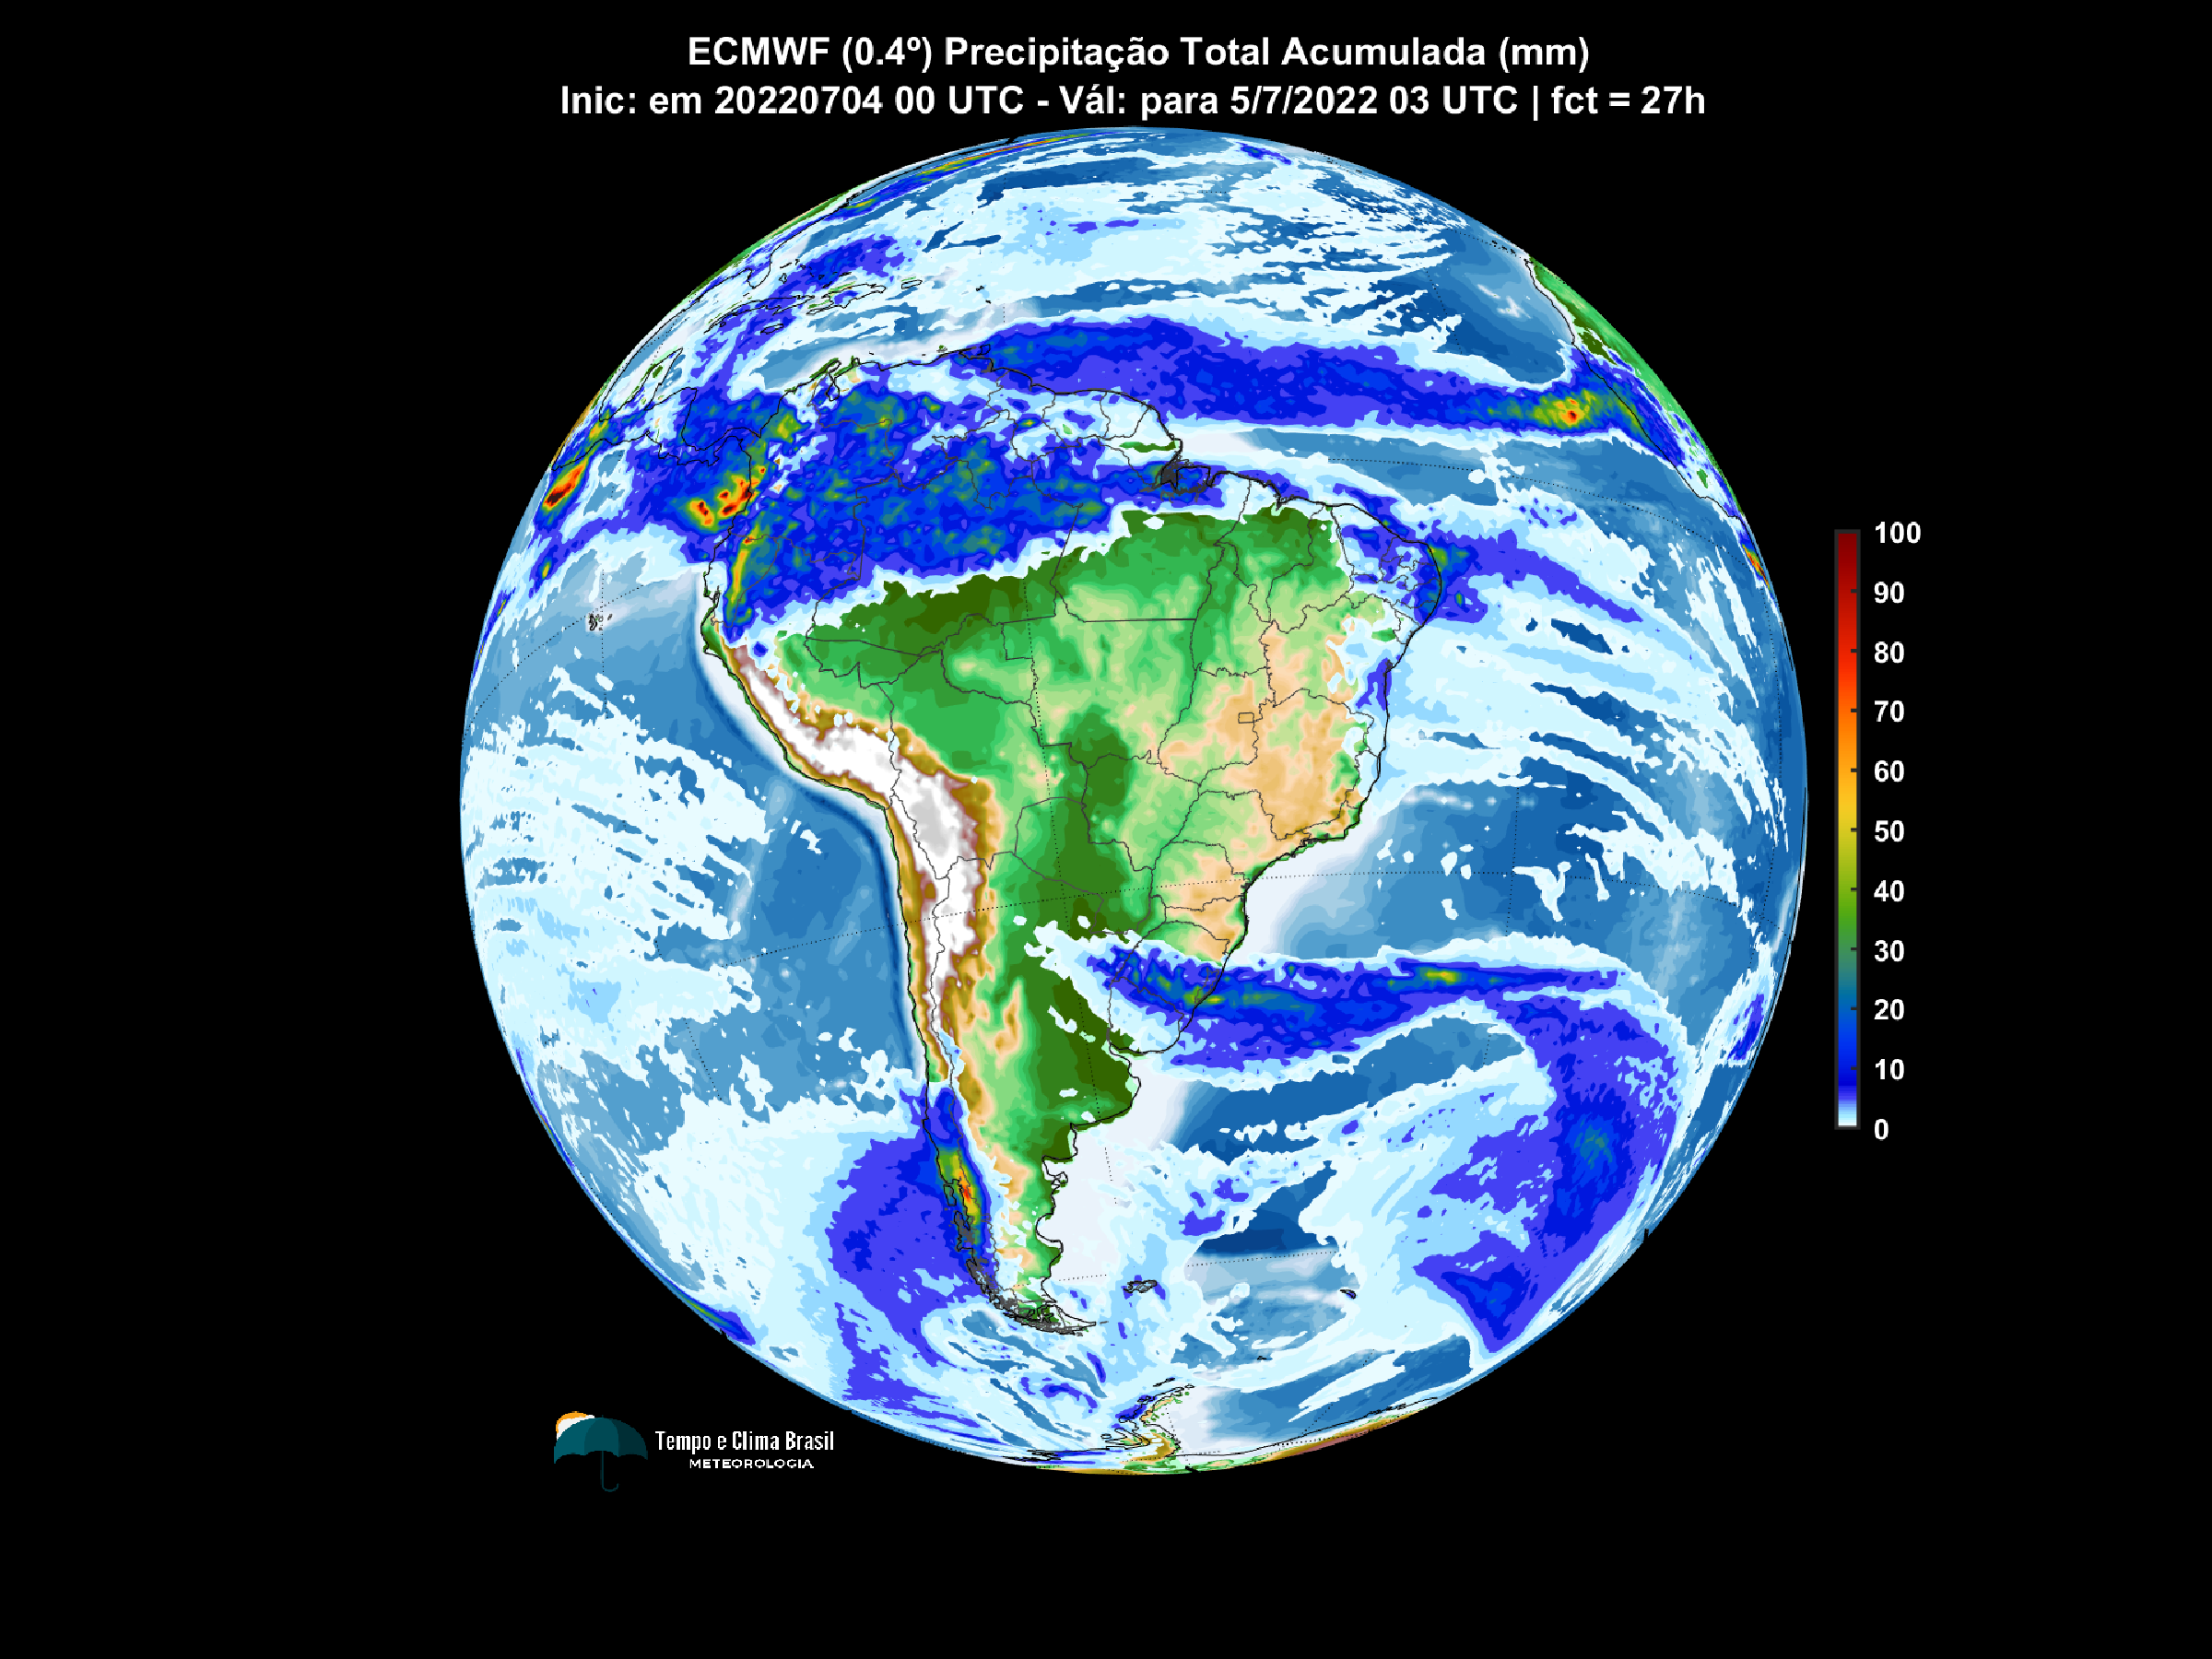 ECMWF (0.4º) Precipitação Total Acumulada (mm)
Inic: em 20220704 00 UTC - Vál: para 5/7/2022 03 UTC | fct = 27h
100
90
80
70
60
50
40
30
20
10
0
Tempo e Clima Brasil
METEOROLOGIA